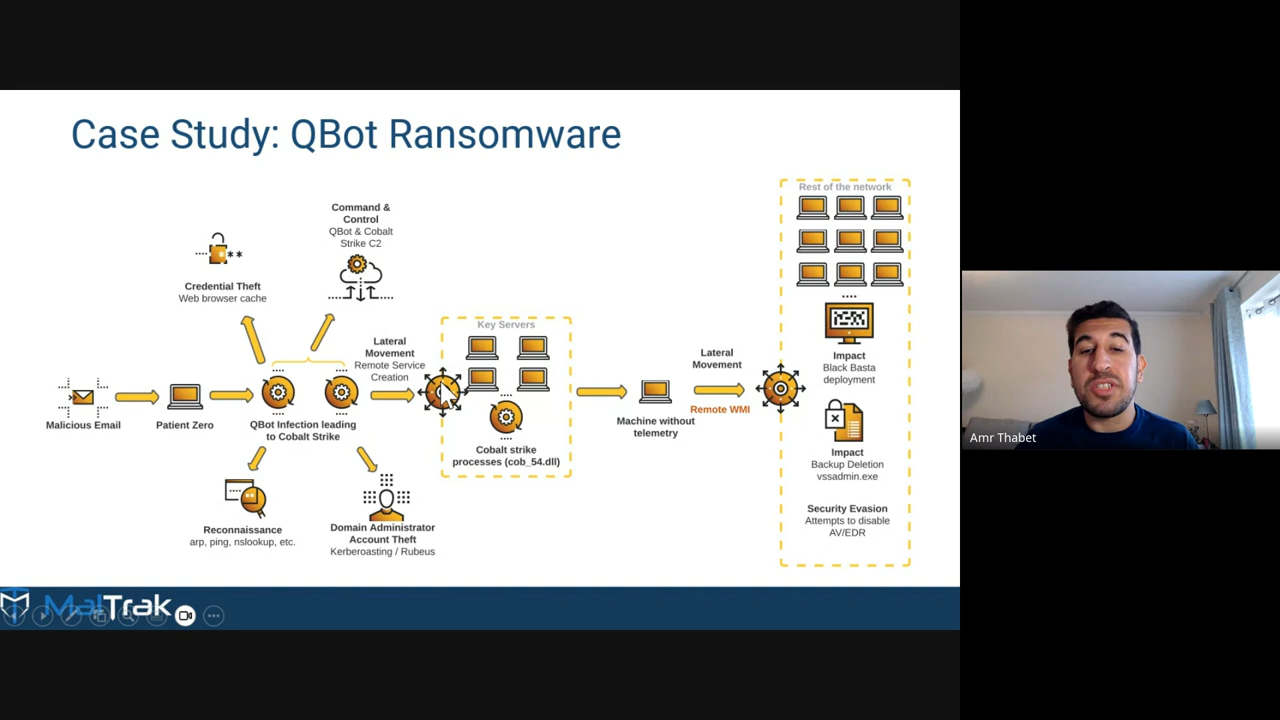 Case Study: QBot Ransomware
Rest of the network
Command &
Control
QBot & Cobalt
Strike C2
**
Credential Theft
Web browser cache
Key Servers
Lateral
Movement
Remote Service
Creation
Lateral
Movement
Remote WMI
Impact
Black Basta
deployment
Malicious Email
Patient Zero
QBot Infection leading
to Cobalt Strike
Machine without
telemetry
Cobalt strike
processes (cob_54.dll)
Impact
Backup Deletion
vssadmin.exe
Reconnaissance
arp, ping, nslookup, etc.
Domain Administrator
Account Theft
Kerberoasting / Rubeus
Security Evasion
Attempts to disable
AV/EDR
MalTrak
Amr Thabet